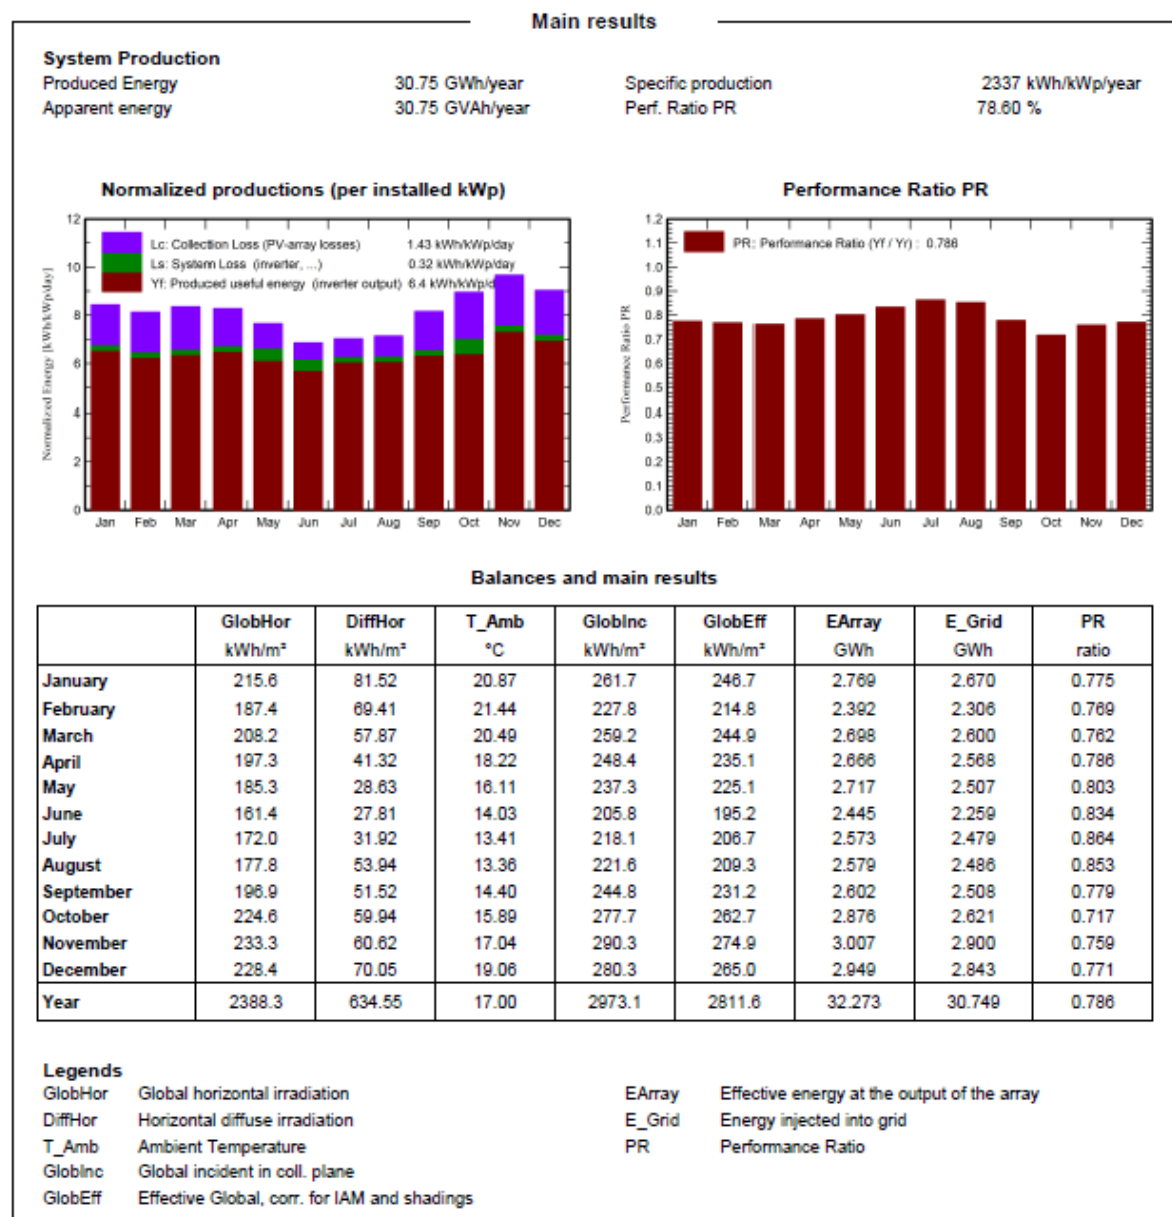 Main results
System Production
Produced Energy 30.75 GWh/year Specific production 2337 kWh/kWp/year
Apparent energy 30.75 GVAh/year Perf. Ratio PR 78.60 %
Normalized productions (per installed kWp)
12
10
8
6
4
2
0
Normalized Energy [kWh/kWp/day]
Lc: Collection Loss (PV-array losses) 1.43 kWh/kWp/day
Ls: System Loss (inverter, ...) 0.32 kWh/kWp/day
Yf: Produced useful energy (inverter output) 6.4 kWh/kWp/d
Jan Feb Mar Apr May Jun Jul Aug Sep Oct Nov Dec
Performance Ratio PR
1.2
1.1
1.0
0.9
0.8
0.7
0.6
0.5
0.4
0.3
0.2
0.1
0.0
Performance Ratio PR
PR: Performance Ratio (Yf / Yr) : 0.786
Jan Feb Mar Apr May Jun Jul Aug Sep Oct Nov Dec
Balances and main results
GlobHor DiffHor T_Amb GlobInc GlobEff EArray E_Grid PR
kWh/m² kWh/m² °C kWh/m² kWh/m² GWh GWh ratio
January 215.6 81.52 20.87 261.7 246.7 2.769 2.670 0.775
February 187.4 69.41 21.44 227.8 214.8 2.392 2.306 0.769
March 208.2 57.87 20.49 259.2 244.9 2.698 2.600 0.762
April 197.3 41.32 18.22 248.4 235.1 2.666 2.568 0.786
May 185.3 28.63 16.11 237.3 225.1 2.717 2.507 0.803
June 161.4 27.81 14.03 205.8 195.2 2.445 2.259 0.834
July 172.0 31.92 13.41 218.1 206.7 2.573 2.479 0.864
August 177.8 53.94 13.36 221.6 209.3 2.579 2.486 0.853
September 196.9 51.52 14.40 244.8 231.2 2.602 2.508 0.779
October 224.6 59.94 15.89 277.7 262.7 2.876 2.621 0.717
November 233.3 60.62 17.04 290.3 274.9 3.007 2.900 0.759
December 228.4 70.05 19.06 280.3 265.0 2.949 2.843 0.771
Year 2388.3 634.55 17.00 2973.1 2811.6 32.273 30.749 0.786
Legends
GlobHor Global horizontal irradiation EArray Effective energy at the output of the array
DiffHor Horizontal diffuse irradiation E_Grid Energy injected into grid
T_Amb Ambient Temperature PR Performance Ratio
GlobInc Global incident in coll. plane
GlobEff Effective Global, corr. for IAM and shadings